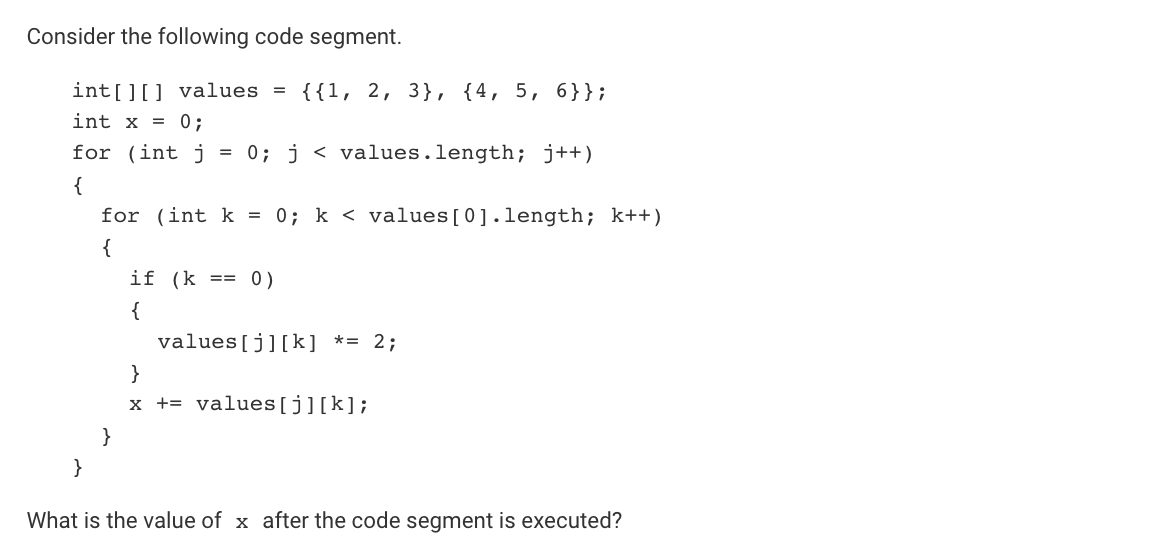 Consider the following code segment.
int[][] values = {{1, 2, 3}, {4, 5, 6}};
int x = 0;
for (int j = 0; j < values.length; j++)
{
for (int k = 0; k < values[0].length; k++)
{
if (k == 0)
{
values[j][k] *= 2;
}
x += values[j][k];
}
}
What is the value of x after the code segment is executed?